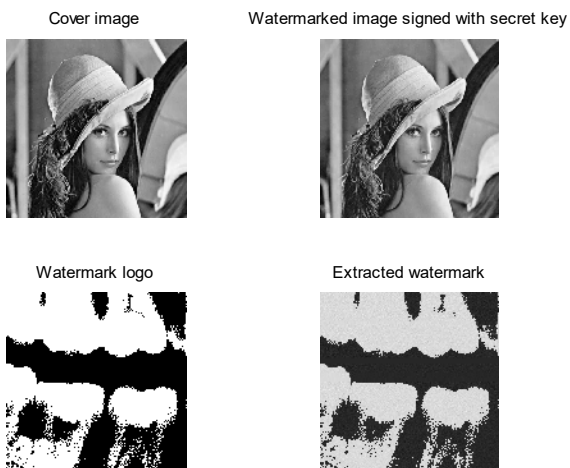 Cover image
Watermarked image signed with secret key
Watermark logo
Extracted watermark